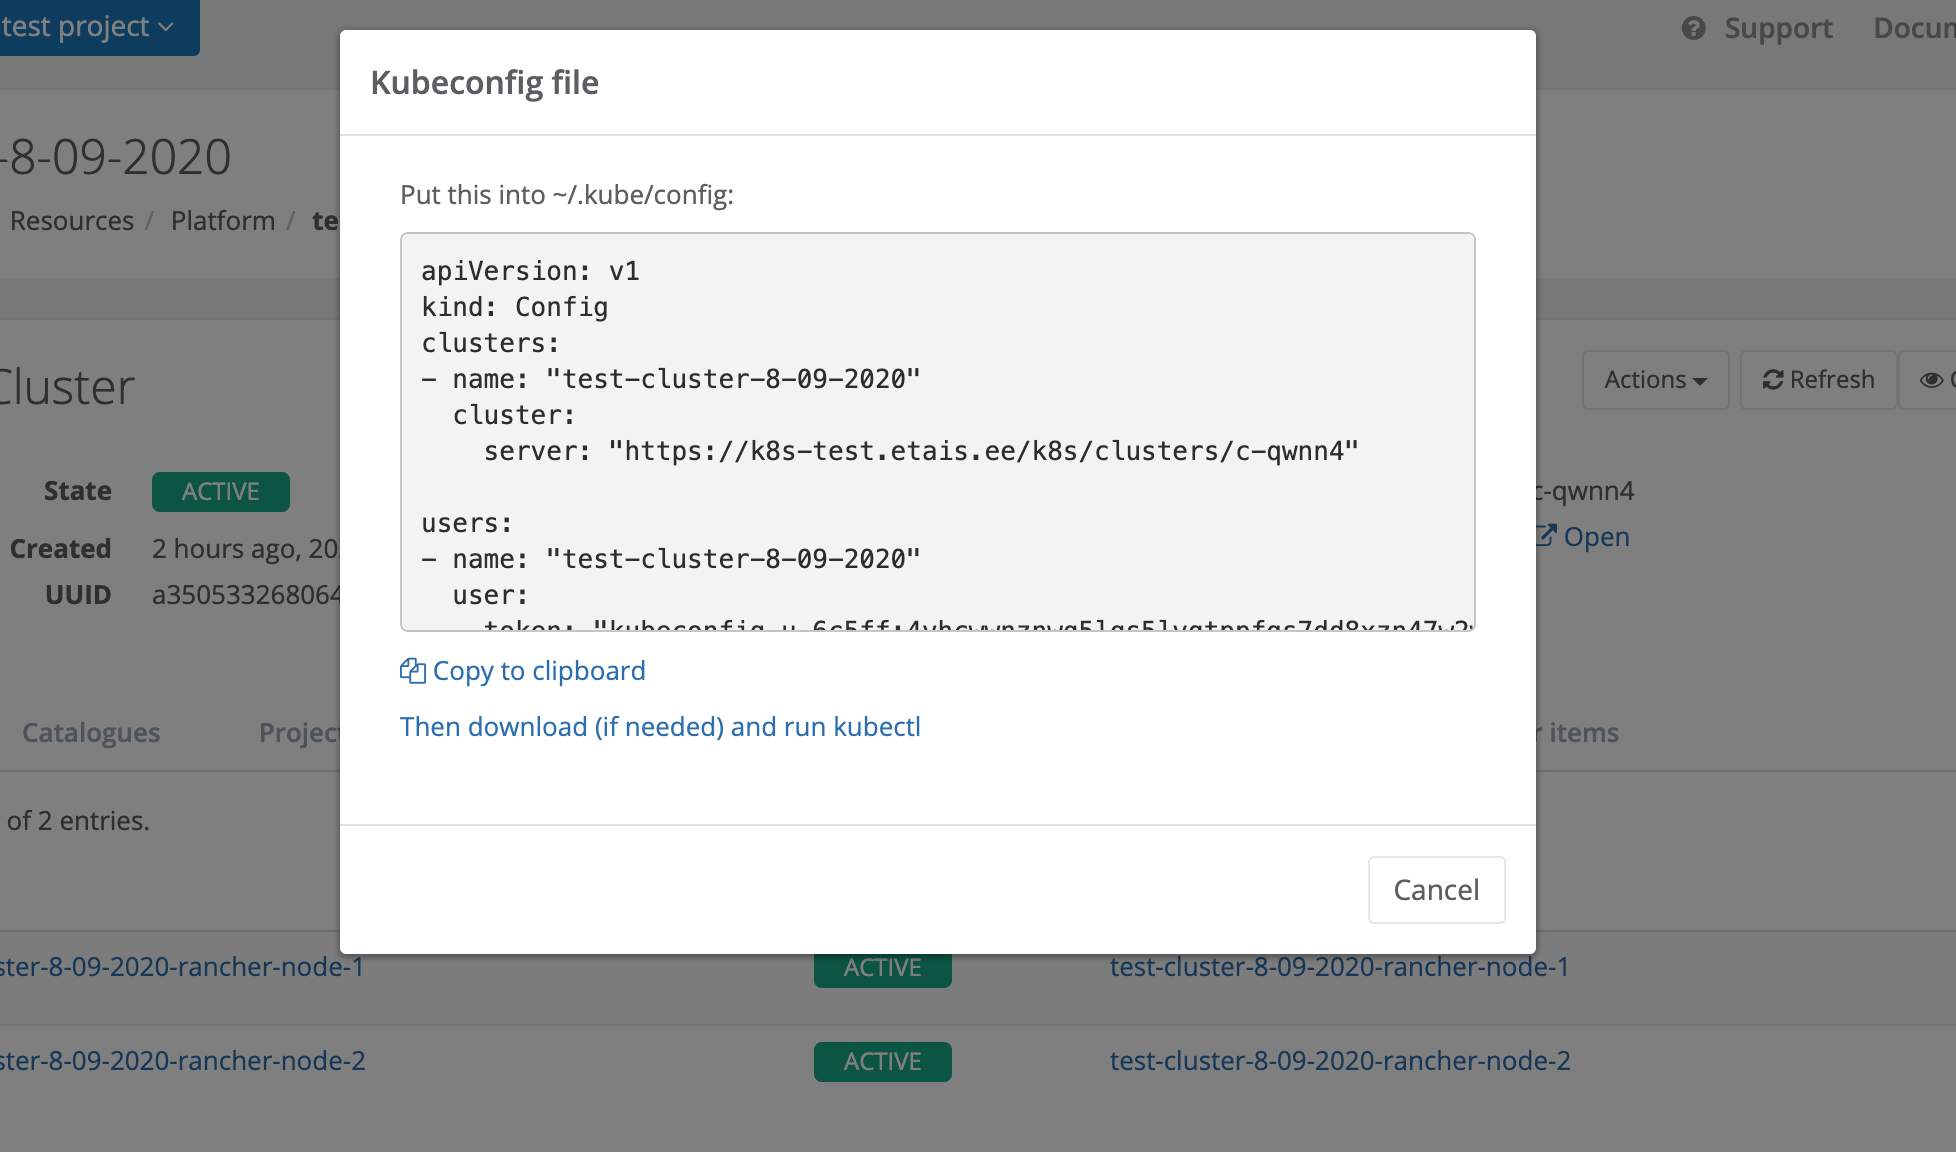 test project
Support
Docum
Kubeconfig file
-8-09-2020
Put this into ~/.kube/config:
Resources / Platform / te
apiVersion: v1
kind: Config
clusters:
- name: "test-cluster-8-09-2020"
cluster:
server: "https://k8s-test.etais.ee/k8s/clusters/c-qwnn4"
users:
- name: "test-cluster-8-09-2020"
user:
token:
Cluster
Actions
Refresh
State ACTIVE
c-qwnn4
Created 2 hours ago, 20
Open
UUID a350533268064
Copy to clipboard
Then download (if needed) and run kubectl
Catalogues
Project
r items
of 2 entries.
Cancel
ster-8-09-2020-rancher-node-1 ACTIVE test-cluster-8-09-2020-rancher-node-1
ster-8-09-2020-rancher-node-2 ACTIVE test-cluster-8-09-2020-rancher-node-2